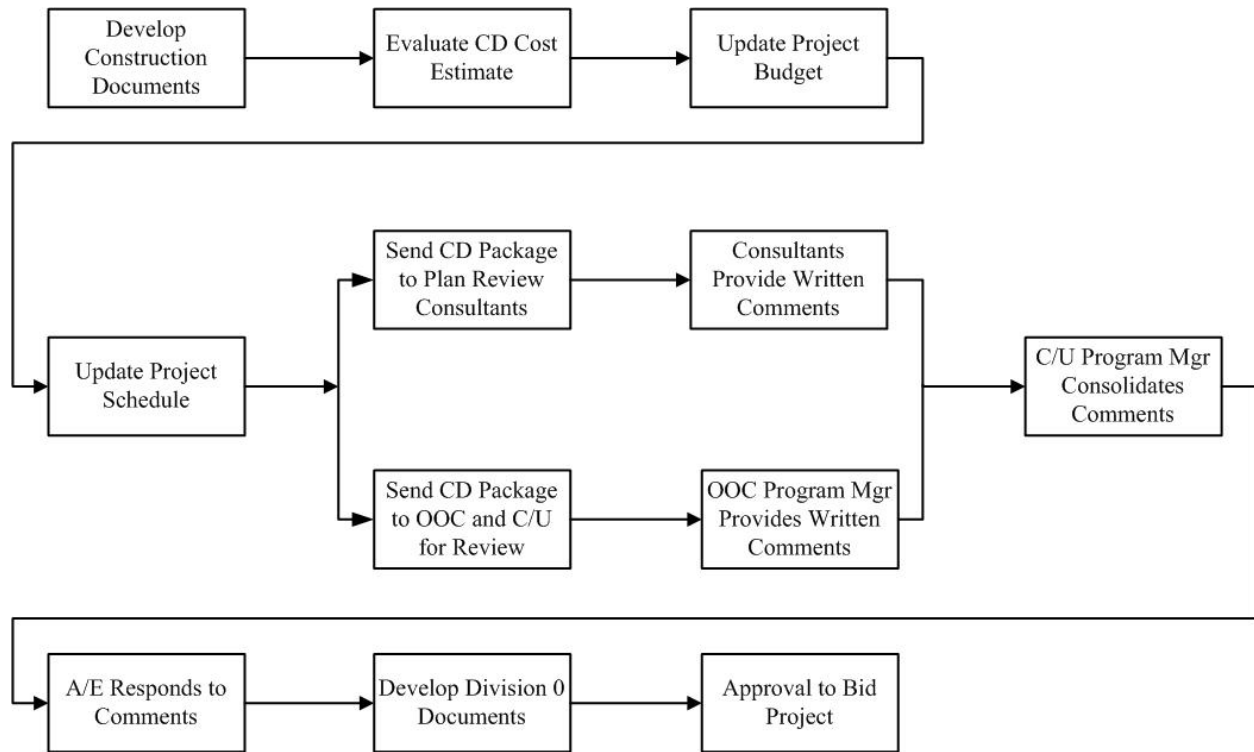 Develop
Construction
Documents
Evaluate CD Cost
Estimate
Update Project
Budget
Send CD Package
to Plan Review
Consultants
Consultants
Provide Written
Comments
Update Project
Schedule
C/U Program Mgr
Consolidates
Comments
Send CD Package
to OOC and C/U
for Review
OOC Program Mgr
Provides Written
Comments
A/E Responds to
Comments
Develop Division 0
Documents
Approval to Bid
Project